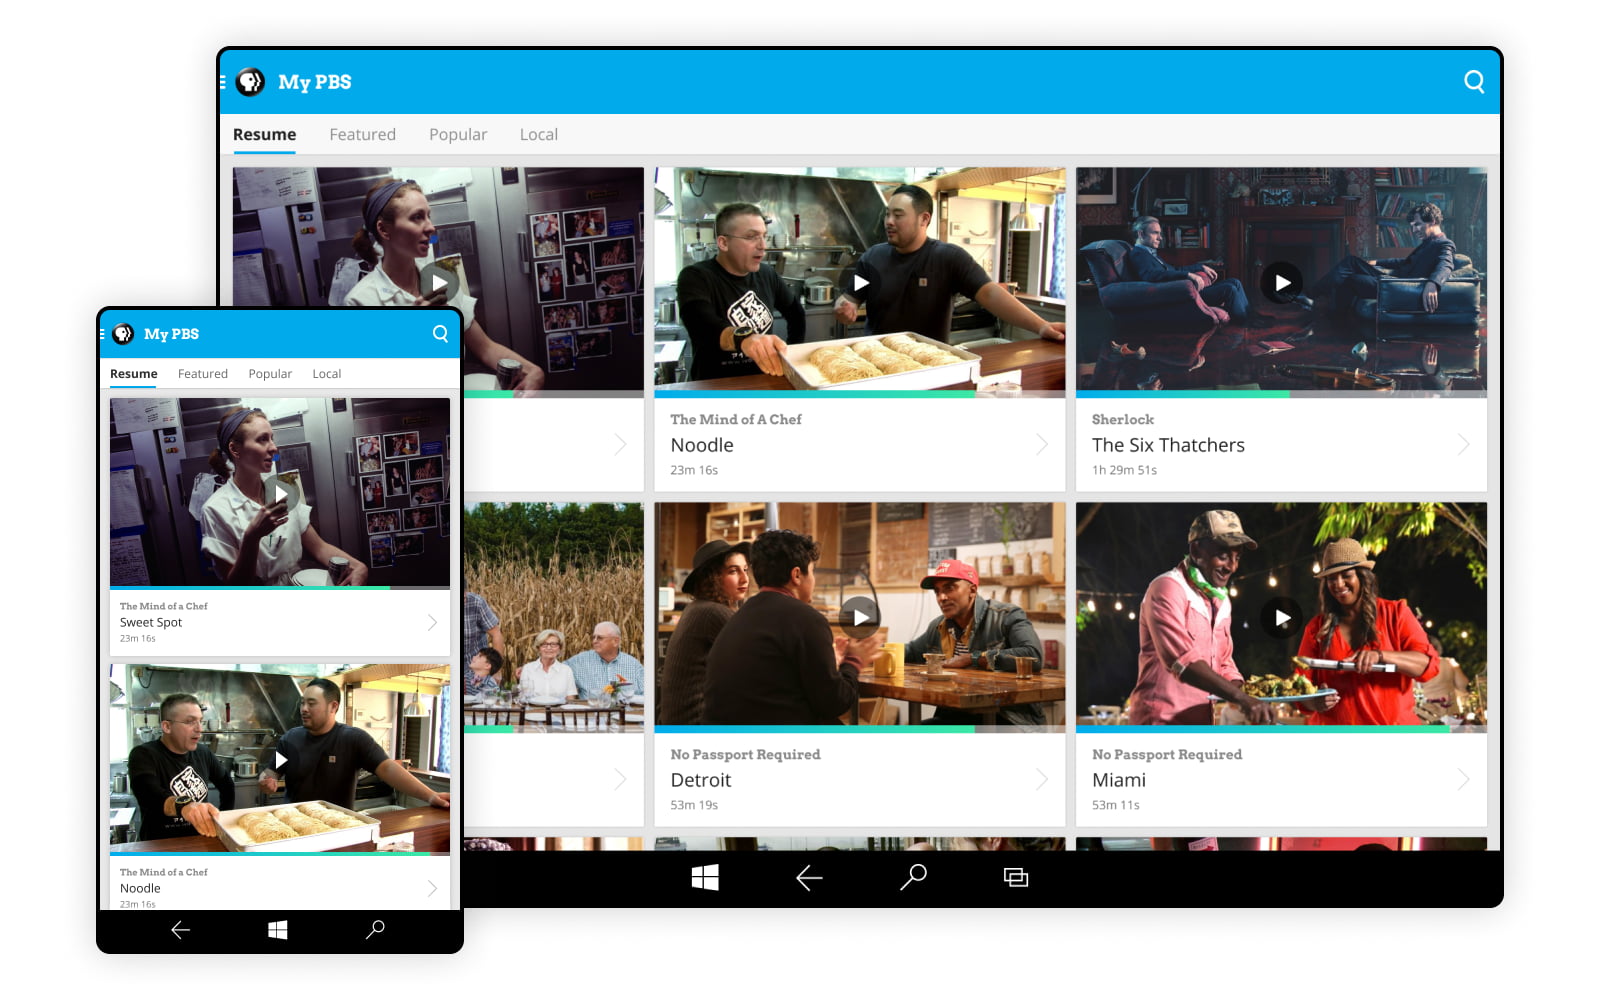 My PBS
Resume Featured Popular Local
The Mind of A Chef
Noodle
23m 16s
Sherlock
The Six Thatchers
1h 29m 51s
No Passport Required
Detroit
53m 19s
No Passport Required
Miami
53m 11s
My PBS
Resume Featured Popular Local
The Mind of a Chef
Sweet Spot
23m 16s
The Mind of a Chef
Noodle
23m 16s